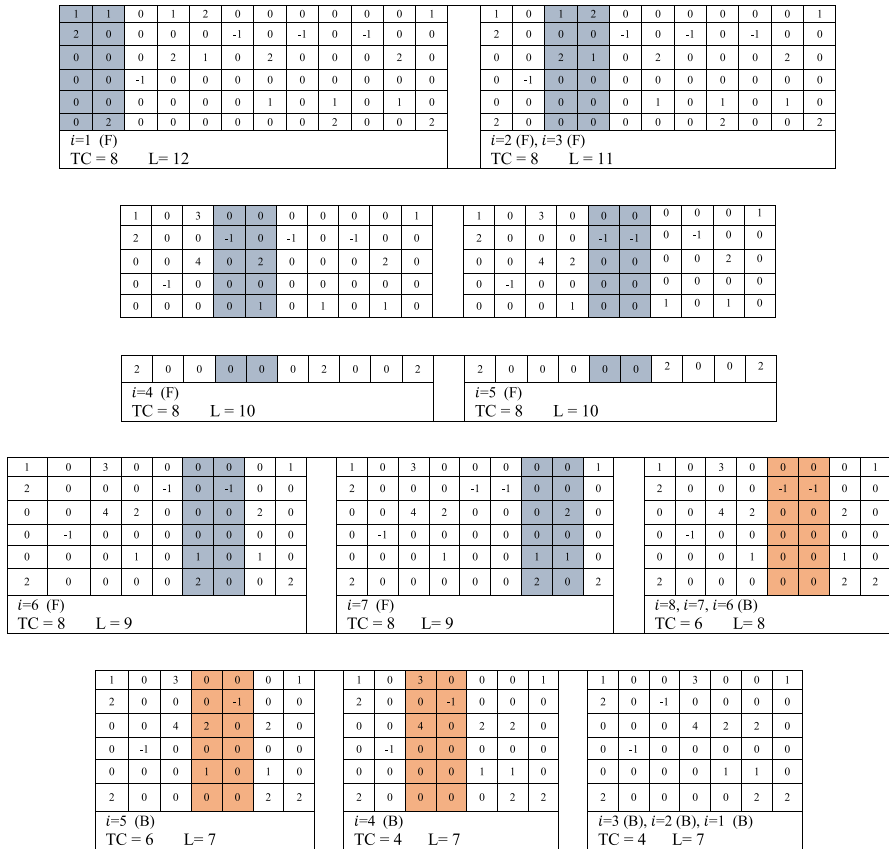 1 1 0 1 2 0 0 0 0 0 0 1
2 0 0 0 0 -1 0 -1 0 -1 0 0
0 0 0 2 1 0 2 0 0 0 2 0
0 0 -1 0 0 0 0 0 0 0 0 0
0 0 0 0 0 0 1 0 1 0 1 0
0 2 0 0 0 0 0 0 2 0 0 2
i=1 (F)
TC = 8 L= 12
1 0 1 2 0 0 0 0 0 0 1
2 0 0 0 -1 0 -1 0 -1 0 0
0 0 2 1 0 2 0 0 0 2 0
0 -1 0 0 0 0 0 0 0 0 0
0 0 0 0 0 1 0 1 0 1 0
2 0 0 0 0 0 0 2 0 0 2
i=2 (F), i=3 (F)
TC = 8 L = 11
1 0 3 0 0 0 0 0 0 1
2 0 0 -1 0 -1 0 -1 0 0
0 0 4 0 2 0 0 0 2 0
0 -1 0 0 0 0 0 0 0 0
0 0 0 0 1 0 1 0 1 0
1 0 3 0 0 0 0 0 0 1
2 0 0 0 -1 -1 0 -1 0 0
0 0 4 2 0 0 0 0 2 0
0 -1 0 0 0 0 0 0 0 0
0 0 0 1 0 0 1 0 1 0
2 0 0 0 0 0 2 0 0 2
i=4 (F)
TC = 8 L = 10
2 0 0 0 0 0 2 0 0 2
i=5 (F)
TC = 8 L = 10
1 0 3 0 0 0 0 0 1
2 0 0 0 -1 0 -1 0 0
0 0 4 2 0 0 0 2 0
0 -1 0 0 0 0 0 0 0
0 0 0 1 0 1 0 1 0
2 0 0 0 0 2 0 0 2
i=6 (F)
TC = 8 L = 9
1 0 3 0 0 0 0 0 1
2 0 0 0 -1 -1 0 0 0
0 0 4 2 0 0 0 2 0
0 -1 0 0 0 0 0 0 0
0 0 0 1 0 0 1 1 0
2 0 0 0 0 0 2 0 2
i=7 (F)
TC = 8 L= 9
1 0 3 0 0 0 0 1
2 0 0 0 -1 -1 0 0
0 0 4 2 0 0 2 0
0 -1 0 0 0 0 0 0
0 0 0 1 0 0 1 0
2 0 0 0 0 0 2 2
i=8, i=7, i=6 (B)
TC = 6 L= 8
1 0 3 0 0 0 1
2 0 0 0 -1 0 0
0 0 4 2 0 2 0
0 -1 0 0 0 0 0
0 0 0 1 0 1 0
2 0 0 0 0 2 2
i=5 (B)
TC = 6 L= 7
1 0 3 0 0 0 1
2 0 0 -1 0 0 0
0 0 4 0 2 2 0
0 -1 0 0 0 0 0
0 0 0 0 1 1 0
2 0 0 0 0 2 2
i=4 (B)
TC = 4 L= 7
1 0 0 3 0 0 1
2 0 -1 0 0 0 0
0 0 0 4 2 2 0
0 -1 0 0 0 0 0
0 0 0 0 1 1 0
2 0 0 0 0 2 2
i=3 (B), i=2 (B), i=1 (B)
TC = 4 L= 7